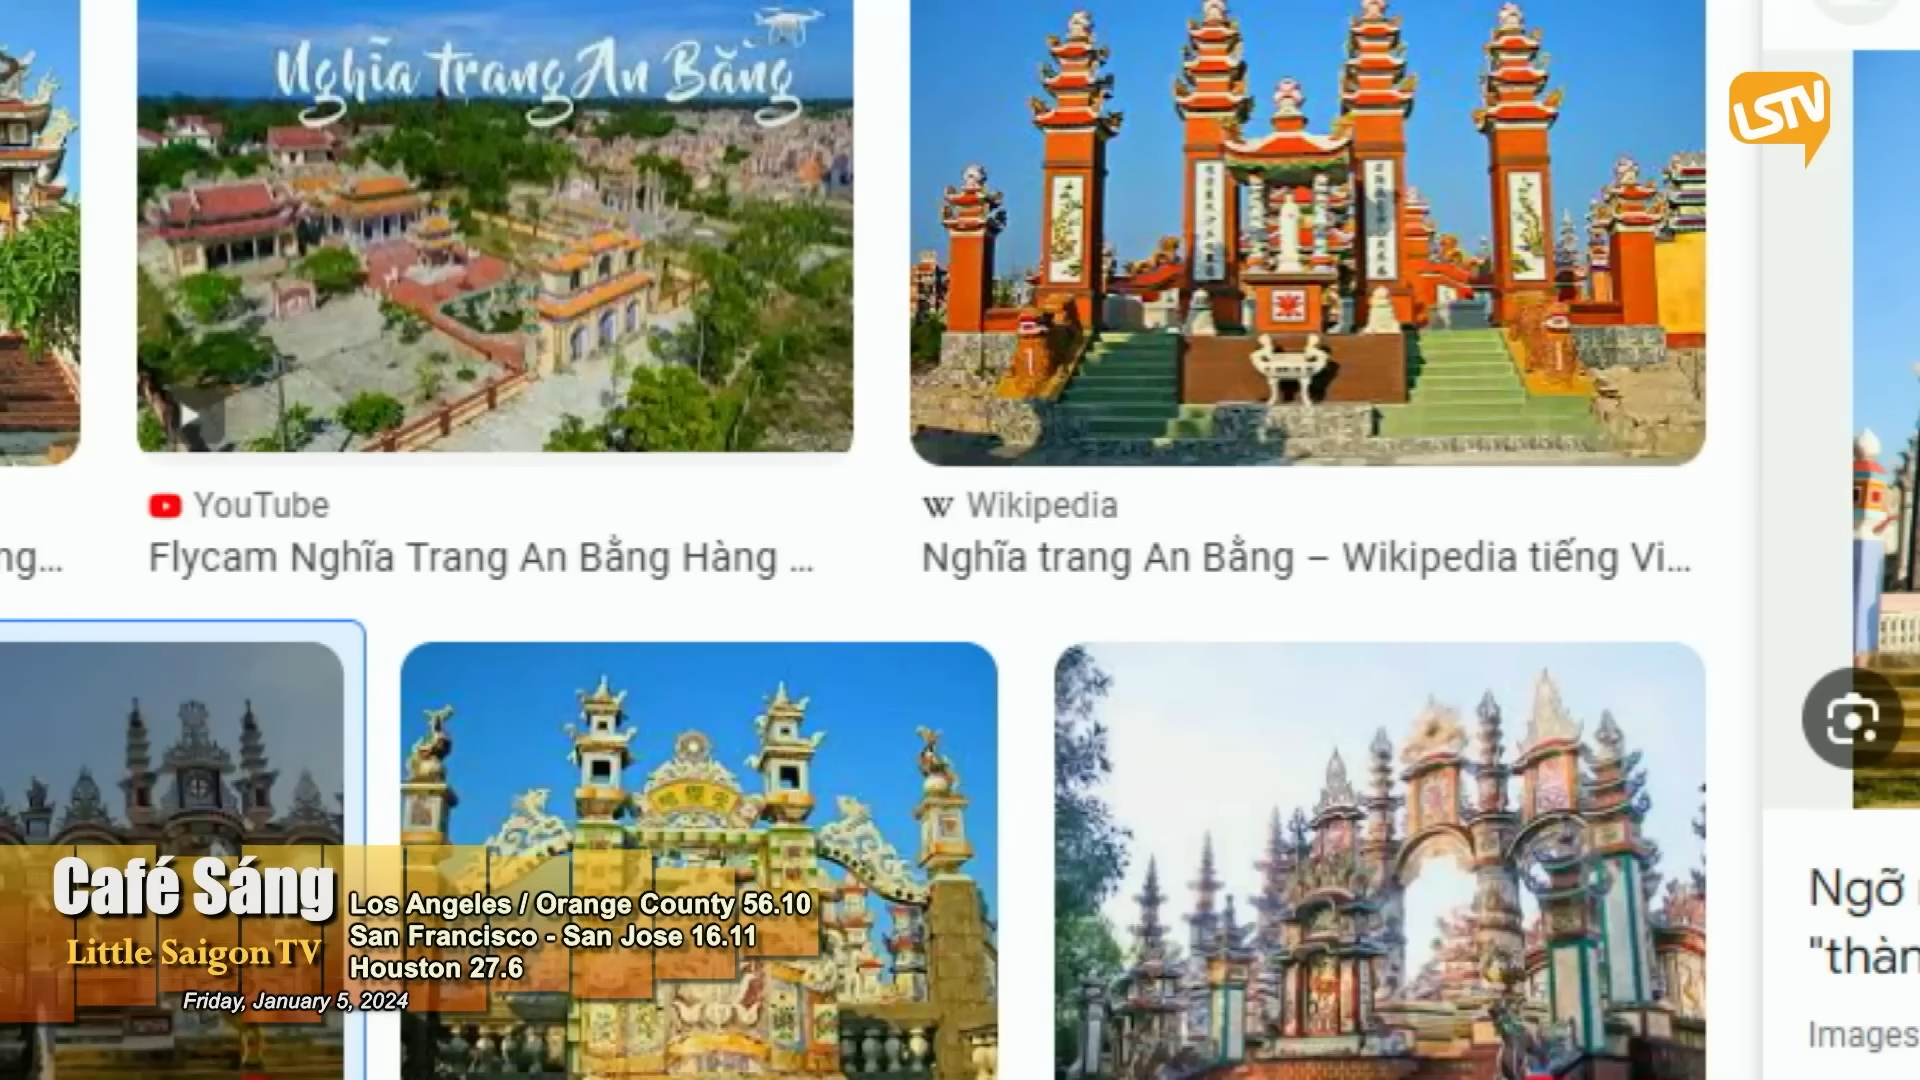 Nghĩa trang An Bằng
LSTV
YouTube
Flycam Nghĩa Trang An Bằng Hàng ...
Wikipedia
Nghĩa trang An Bằng – Wikipedia tiếng Vi...
ng...
Café Sáng
Little Saigon TV
Los Angeles / Orange County 56.10
San Francisco - San Jose 16.11
Houston 27.6
Friday, January 5, 2024
Ngỡ
"thàn
Images